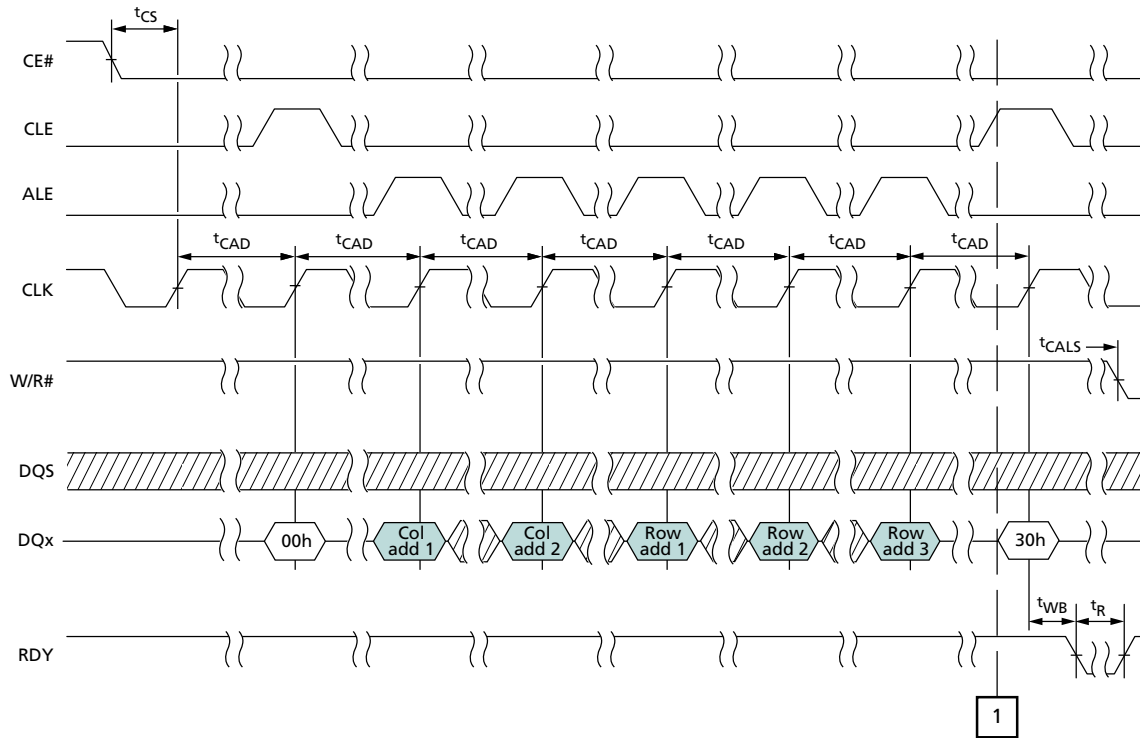 tCS
CE#
CLE
ALE
tCAD tCAD tCAD tCAD tCAD tCAD tCAD
CLK
tCALS
W/R#
DQS
DQx
00h
Col
add 1
Col
add 2
Row
add 1
Row
add 2
Row
add 3
30h
tWB tR
RDY
1